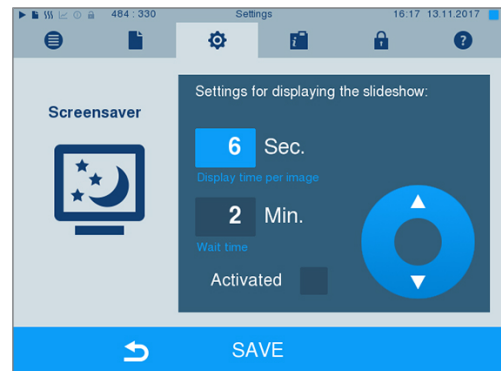 484 : 330 Settings 16:17 13.11.2017
Screensaver
Settings for displaying the slideshow:
6 Sec.
Display time per image
2 Min.
Wait time
Activated
SAVE